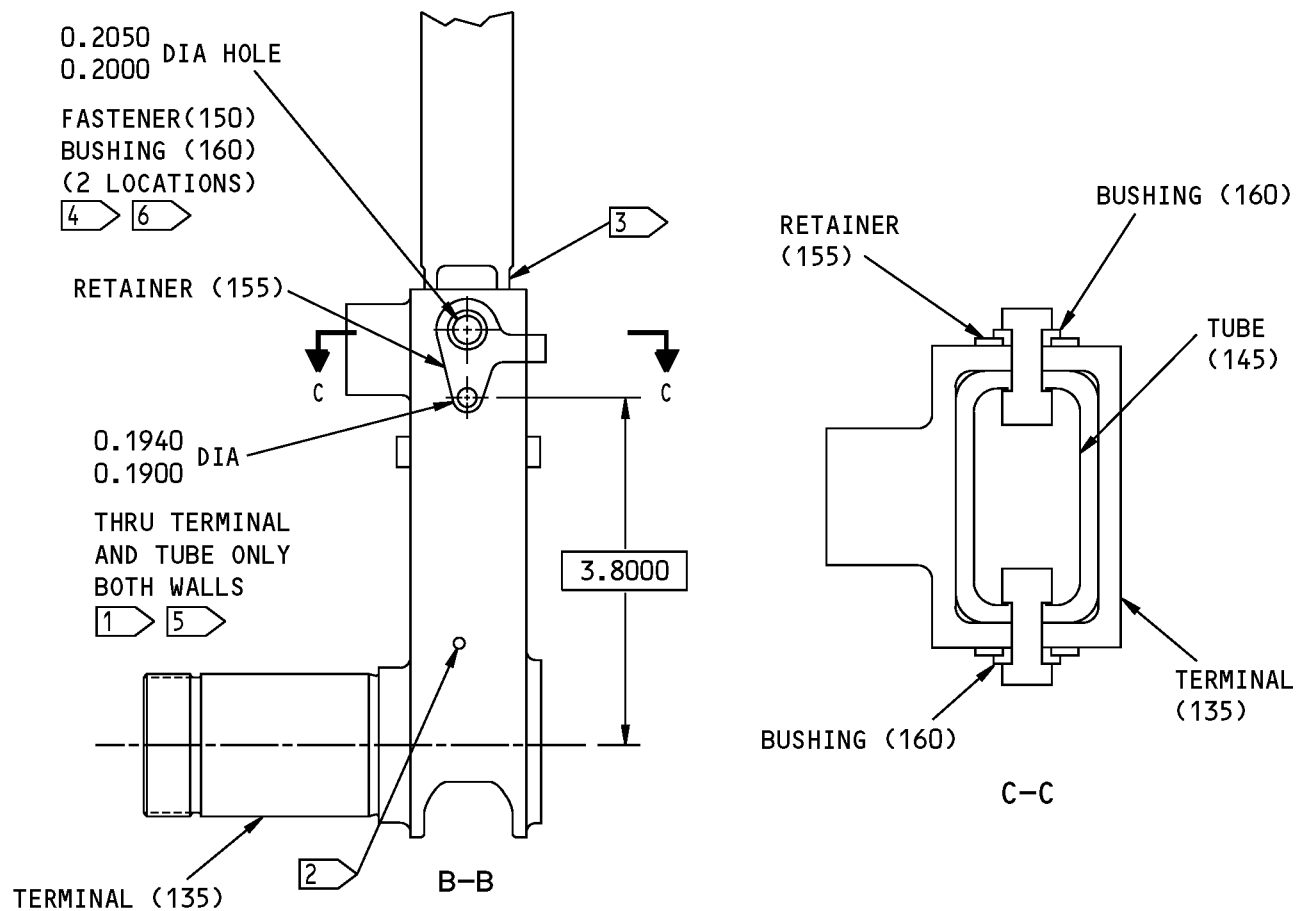 0.2050
0.2000
DIA HOLE
FASTENER(150)
BUSHING (160)
(2 LOCATIONS)
4 6
3
RETAINER (155)
C C
0.1940
0.1900
DIA
THRU TERMINAL
AND TUBE ONLY
BOTH WALLS
1 5
3.8000
2
TERMINAL (135)
B-B
BUSHING (160)
RETAINER
(155)
TUBE
(145)
TERMINAL
(135)
BUSHING (160)
C-C